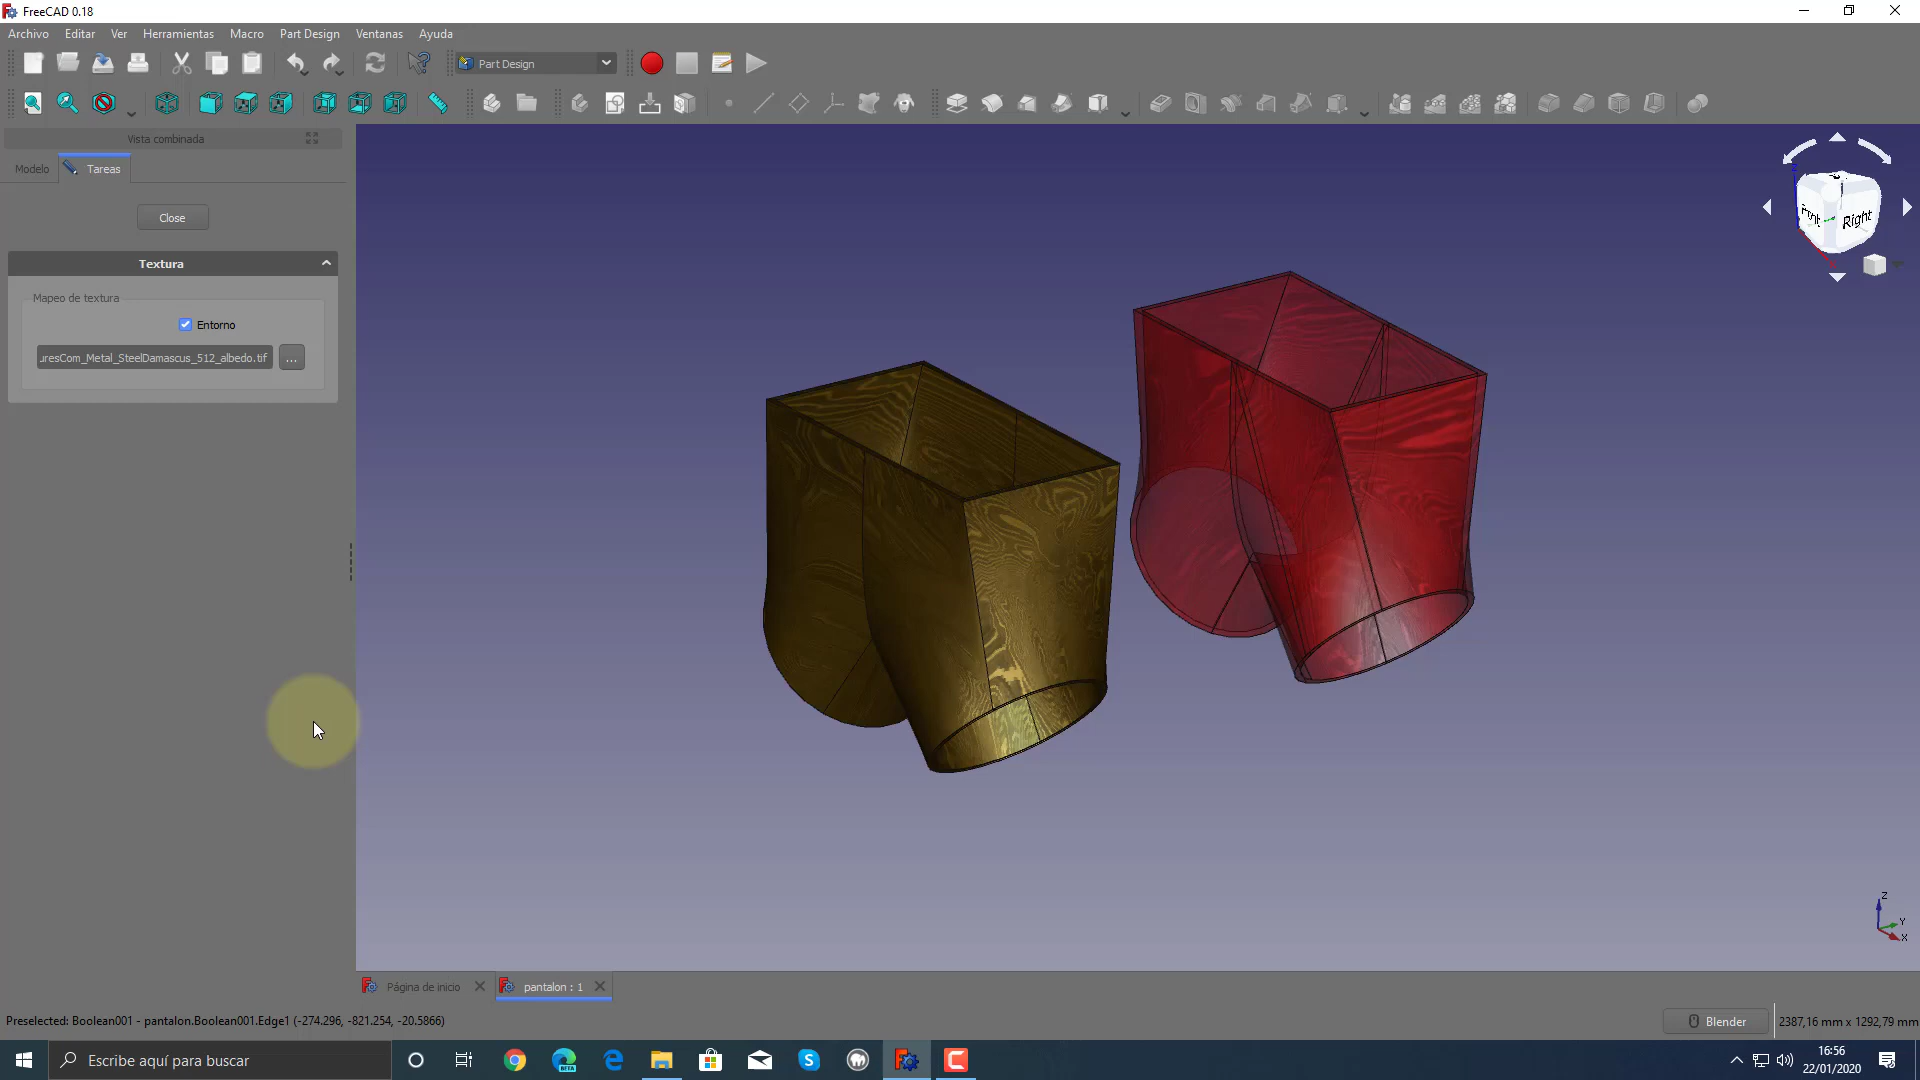 FreeCAD 0.18
Archivo Editar Ver Herramientas Macro Part Design Ventanas Ayuda
Part Design
Vista combinada
Modelo Tareas
Close
Textura
Mapeo de textura
Entorno
uresCom_Metal_SteelDamascus_512_albedo.tif ...
Right
Z
Y
X
Página de inicio pantalon : 1
Preselected: Boolean001 - pantalon.Boolean001.Edge1 (-274.296, -821.254, -20.5866)
Blender 2387,16 mm x 1292,79 mm
Escribe aquí para buscar
BETA
16:56
22/01/2020